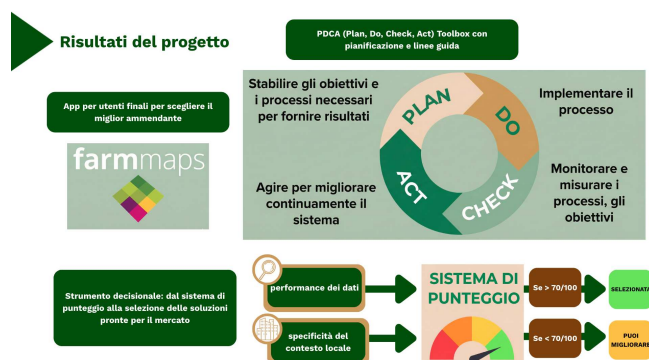 Risultati del progetto
PDCA (Plan, Do, Check, Act) Toolbox con
pianificazione e linee guida
App per utenti finali per scegliere il
miglior ammendante
farmmaps
Stabilire gli obiettivi e
i processi necessari
per fornire risultati
PLAN
DO
Implementare il
processo
Agire per migliorare
continuamente il
sistema
ACT
CHECK
Monitorare e
misurare i
processi, gli
obiettivi
Strumento decisionale: dal sistema di
punteggio alla selezione delle soluzioni
pronte per il mercato
performance dei dati
specificità del
contesto locale
SISTEMA DI
PUNTEGGIO
Se > 70/100
SELEZIONATA
Se < 70/100
PUOI
MIGLIORARE